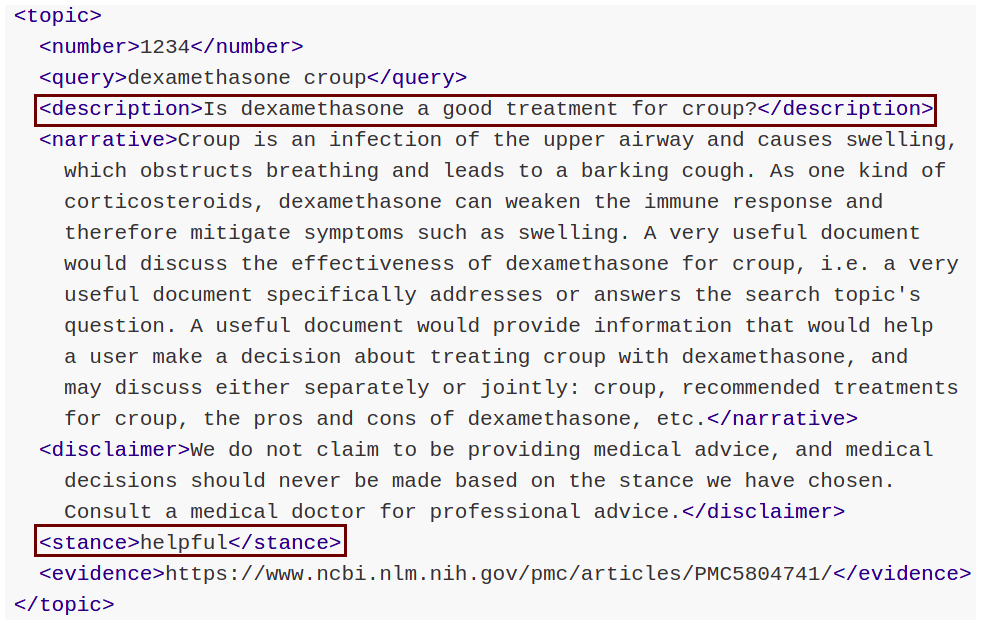 <topic>
<number>1234</number>
<query>dexamethasone croup</query>
<description>Is dexamethasone a good treatment for croup?</description>
<narrative>Croup is an infection of the upper airway and causes swelling,
which obstructs breathing and leads to a barking cough. As one kind of
corticosteroids, dexamethasone can weaken the immune response and
therefore mitigate symptoms such as swelling. A very useful document
would discuss the effectiveness of dexamethasone for croup, i.e. a very
useful document specifically addresses or answers the search topic's
question. A useful document would provide information that would help
a user make a decision about treating croup with dexamethasone, and
may discuss either separately or jointly: croup, recommended treatments
for croup, the pros and cons of dexamethasone, etc.</narrative>
<disclaimer>We do not claim to be providing medical advice, and medical
decisions should never be made based on the stance we have chosen.
Consult a medical doctor for professional advice.</disclaimer>
<stance>helpful</stance>
<evidence>https://www.ncbi.nlm.nih.gov/pmc/articles/PMC5804741/</evidence>
</topic>